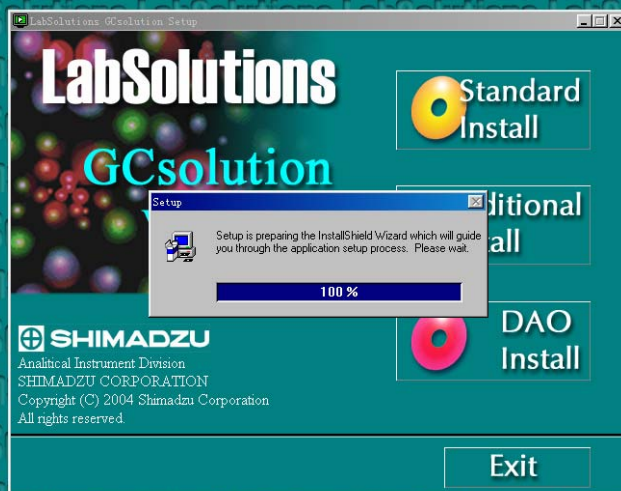 LabSolutions GCsolution Setup
LabSolutions
GCsolution
Standard
Install
ditional
all
DAO
Install
Setup
Setup is preparing the InstallShield Wizard which will guide
you through the application setup process. Please wait.
100 %
SHIMADZU
Analitical Instrument Division
SHIMADZU CORPORATION
Copyright (C) 2004 Shimadzu Corporation
All rights reserved.
Exit